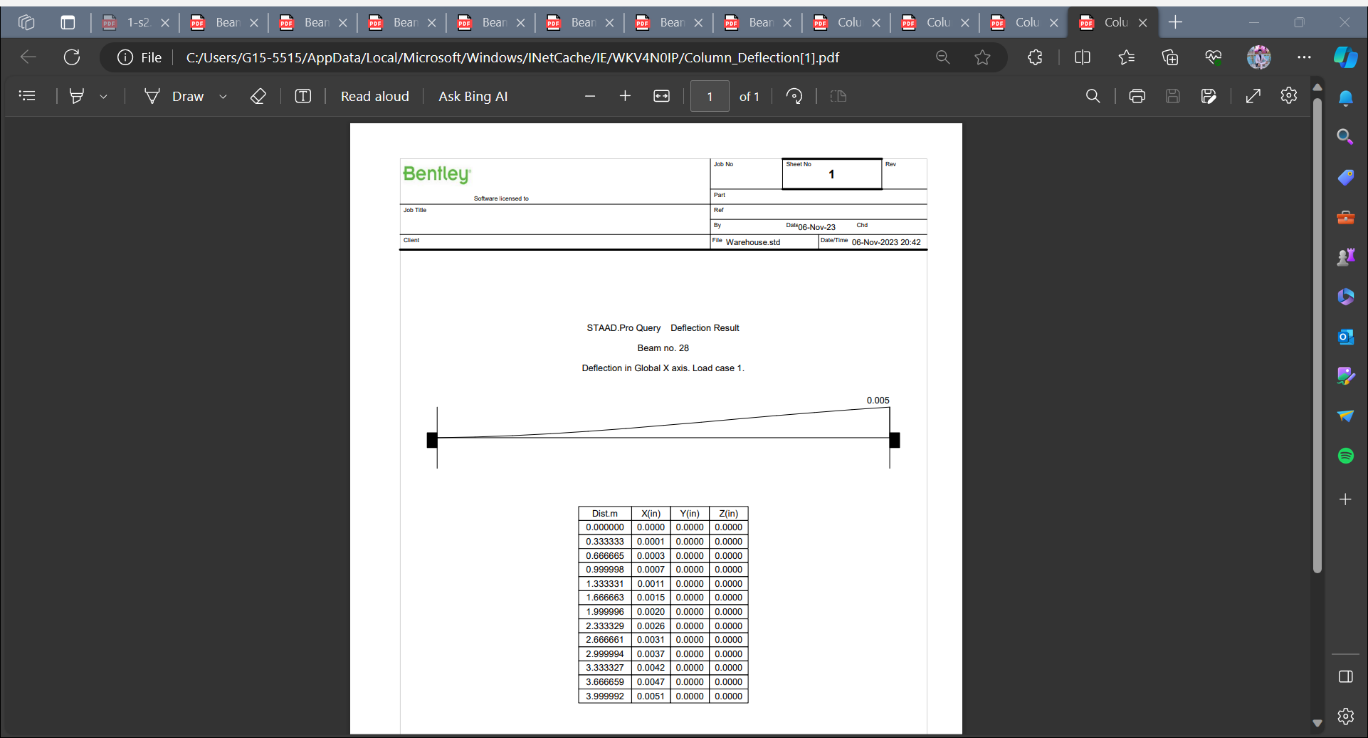 1-s2.
Bean
Bean
Bean
Bean
Bean
Bean
Bean
Colu
Colu
Colu
Colu
File
C:/Users/G15-5515/AppData/Local/Microsoft/Windows/INetCache/IE/WKV4N0IP/Column_Deflection[1].pdf
Draw
Read aloud
Ask Bing AI
1
of 1
Bentley
Software licensed to
Job No
Sheet No
1
Rev
Part
Job Title
Ref
By
Date06-Nov-23
Chd
Client
File Warehouse.std
Date/Time 06-Nov-2023 20:42
STAAD.Pro Query Deflection Result
Beam no. 28
Deflection in Global X axis. Load case 1.
0.005
Dist.m X(in) Y(in) Z(in)
0.000000 0.0000 0.0000 0.0000
0.333333 0.0001 0.0000 0.0000
0.666665 0.0003 0.0000 0.0000
0.999998 0.0007 0.0000 0.0000
1.333331 0.0011 0.0000 0.0000
1.666663 0.0015 0.0000 0.0000
1.999996 0.0020 0.0000 0.0000
2.333329 0.0026 0.0000 0.0000
2.666661 0.0031 0.0000 0.0000
2.999994 0.0037 0.0000 0.0000
3.333327 0.0042 0.0000 0.0000
3.666659 0.0047 0.0000 0.0000
3.999992 0.0051 0.0000 0.0000